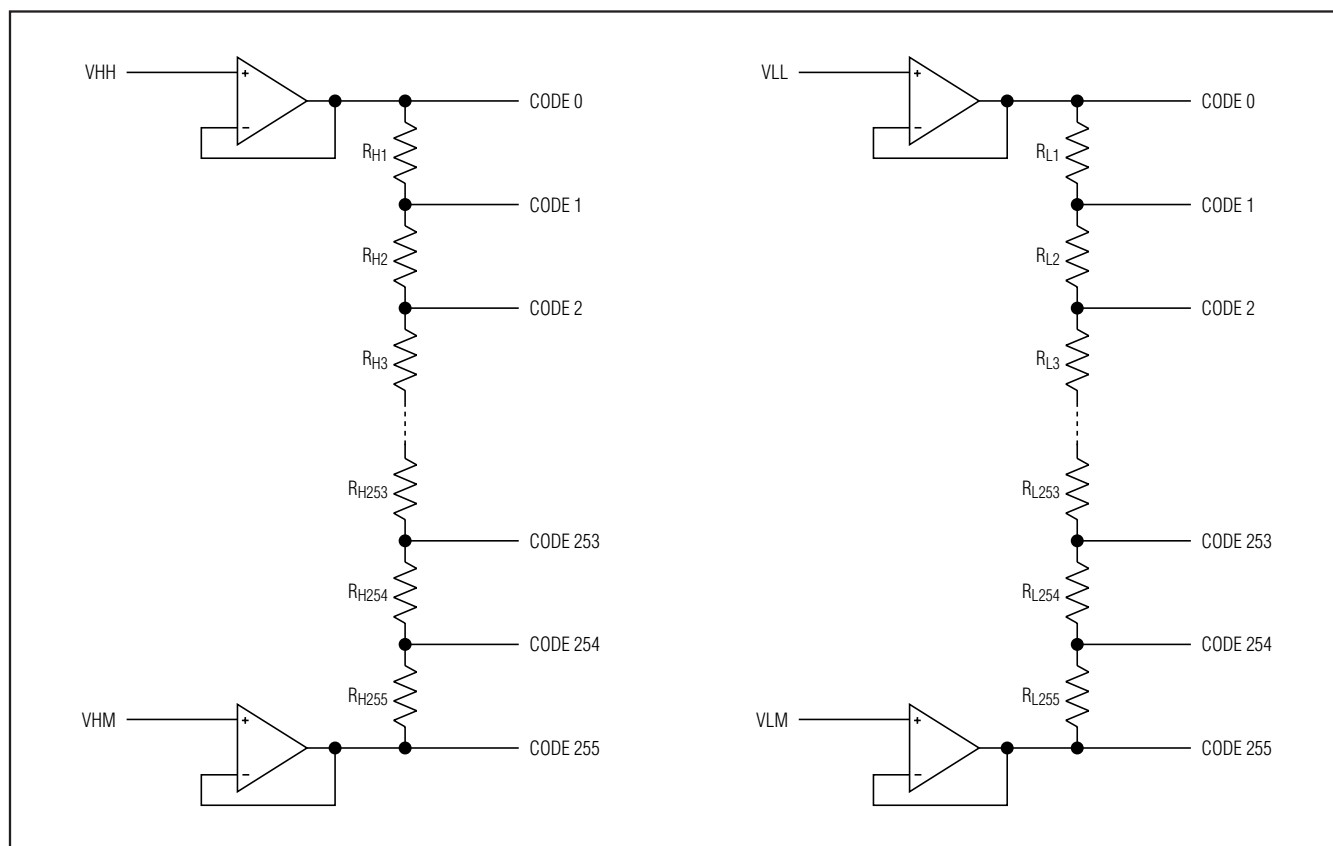 VHH
+
-
CODE 0
RH1
CODE 1
RH2
CODE 2
RH3
RH253
CODE 253
RH254
CODE 254
RH255
VHM
+
-
CODE 255
VLL
+
-
CODE 0
RL1
CODE 1
RL2
CODE 2
RL3
RL253
CODE 253
RL254
CODE 254
RL255
VLM
+
-
CODE 255